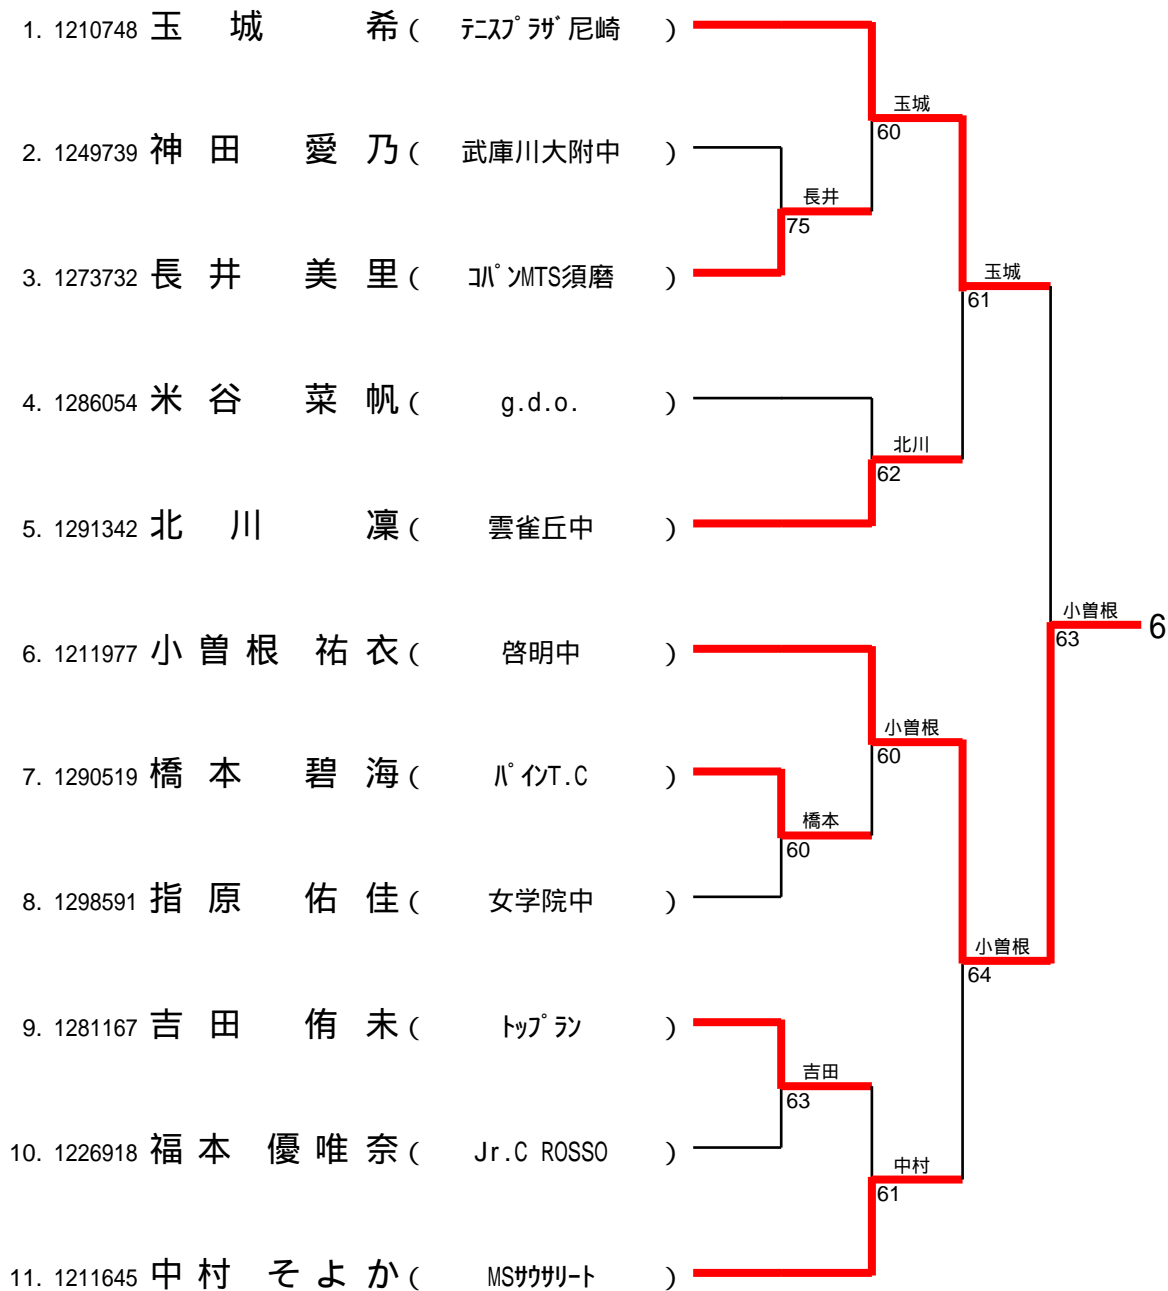 1. 1210748 玉 城 希 ( テニスプラザ尼崎 )
玉城
60
2. 1249739 神 田 愛 乃 ( 武庫川大附中 )
長井
75
3. 1273732 長 井 美 里 ( コパンMTS須磨 )
玉城
61
4. 1286054 米 谷 菜 帆 ( g.d.o. )
北川
62
5. 1291342 北 川 凜 ( 雲雀丘中 )
小曽根 6
63
6. 1211977 小 曽 根 祐 衣 ( 啓明中 )
小曽根
60
7. 1290519 橋 本 碧 海 ( パインT.C )
橋本
60
8. 1298591 指 原 佑 佳 ( 女学院中 )
小曽根
64
9. 1281167 吉 田 侑 未 ( トップラン )
吉田
63
10. 1226918 福 本 優 唯 奈 ( Jr.C ROSSO )
中村
61
11. 1211645 中 村 そ よ か ( MSサウサリート )